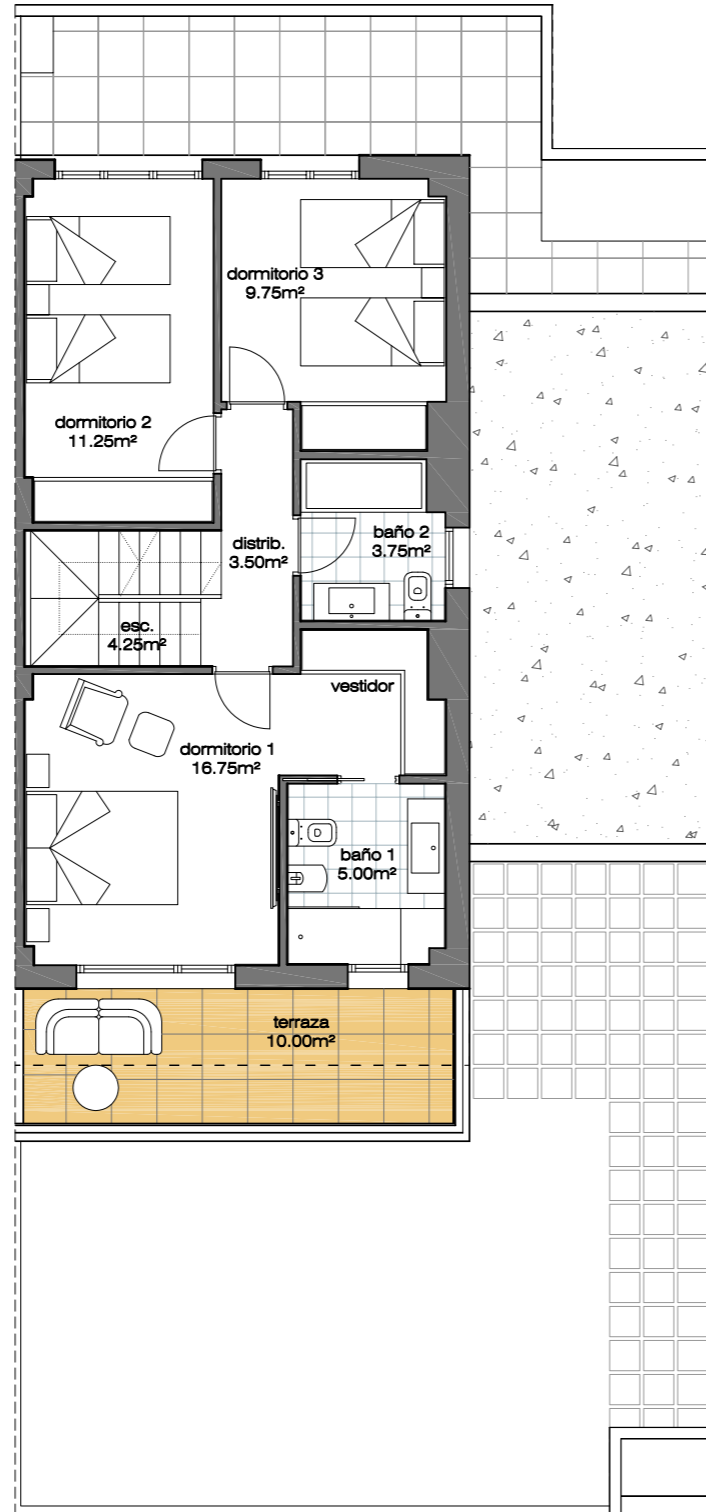 dormitorio 3
9.75m²
dormitorio 2
11.25m²
distrib.
3.50m²
baño 2
3.75m²
esc.
4.25m²
vestidor
dormitorio 1
16.75m²
baño 1
5.00m²
terraza
10.00m²